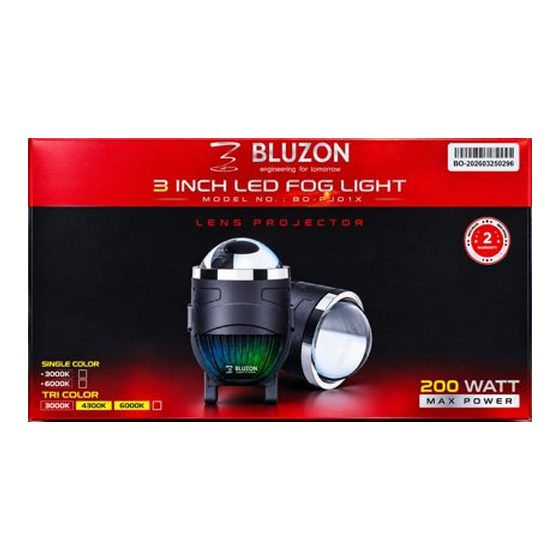 BLUZON
engineering for tomorrow
3 INCH LED FOG LIGHT
MODEL NO. : BO-PJ01X
LENS PROJECTOR
BO-202603250296
2
WARRANTY
BLUZON
SINGLE COLOR
• 3000K
• 6000K
TRI COLOR
3000K 4300K 6000K
200 WATT
MAX POWER